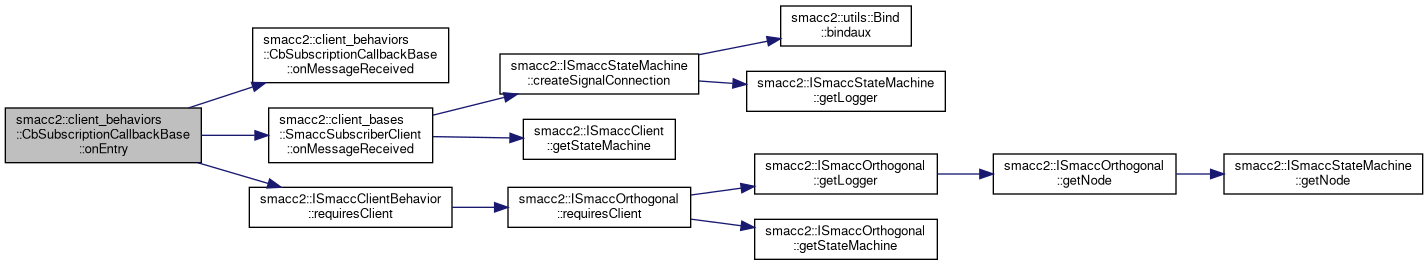 smacc2::client_behaviors
::CbSubscriptionCallbackBase
::onEntry
smacc2::client_behaviors
::CbSubscriptionCallbackBase
::onMessageReceived
smacc2::client_bases
::SmaccSubscriberClient
::onMessageReceived
smacc2::ISmaccClientBehavior
::requiresClient
smacc2::ISmaccStateMachine
::createSignalConnection
smacc2::ISmaccClient
::getStateMachine
smacc2::ISmaccOrthogonal
::requiresClient
smacc2::utils::Bind
::bindaux
smacc2::ISmaccStateMachine
::getLogger
smacc2::ISmaccOrthogonal
::getLogger
smacc2::ISmaccOrthogonal
::getStateMachine
smacc2::ISmaccOrthogonal
::getNode
smacc2::ISmaccStateMachine
::getNode